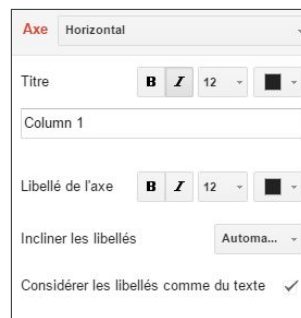 Axe Horizontal
Titre B I 12
Column 1
Libellé de l'axe B I 12
Incliner les libellés Automa...
Considérer les libellés comme du texte